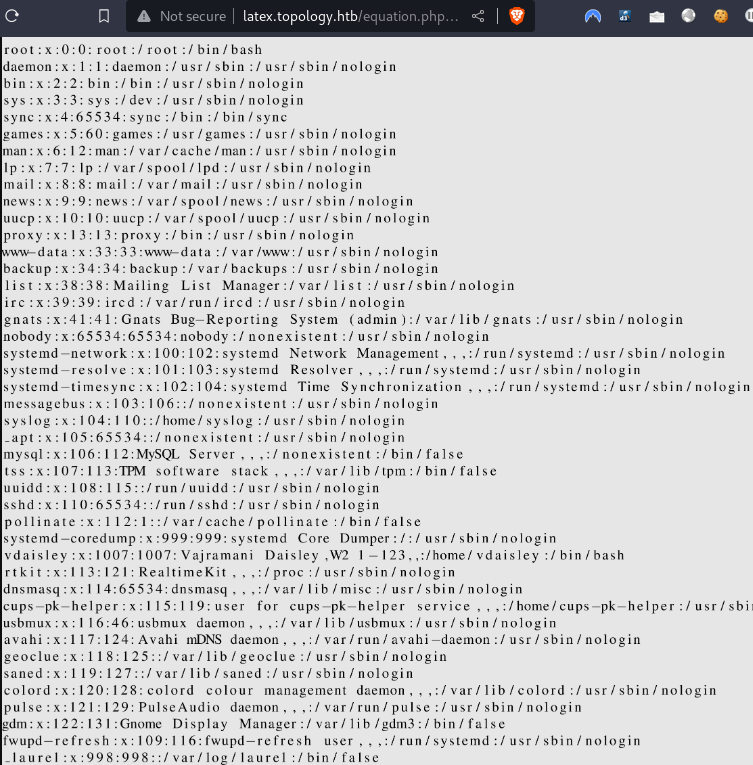 Not secure | latex.topology.htb/equation.php...
root:x:0:0:root:/root:/bin/bash
daemon:x:1:1:daemon:/usr/sbin:/usr/sbin/nologin
bin:x:2:2:bin:/bin:/usr/sbin/nologin
sys:x:3:3:sys:/dev:/usr/sbin/nologin
sync:x:4:65534:sync:/bin:/bin/sync
games:x:5:60:games:/usr/games:/usr/sbin/nologin
man:x:6:12:man:/var/cache/man:/usr/sbin/nologin
lp:x:7:7:lp:/var/spool/lpd:/usr/sbin/nologin
mail:x:8:8:mail:/var/mail:/usr/sbin/nologin
news:x:9:9:news:/var/spool/news:/usr/sbin/nologin
uucp:x:10:10:uucp:/var/spool/uucp:/usr/sbin/nologin
proxy:x:13:13:proxy:/bin:/usr/sbin/nologin
www−data:x:33:33:www−data:/var/www:/usr/sbin/nologin
backup:x:34:34:backup:/var/backups:/usr/sbin/nologin
list:x:38:38:Mailing List Manager:/var/list:/usr/sbin/nologin
irc:x:39:39:ircd:/var/run/ircd:/usr/sbin/nologin
gnats:x:41:41:Gnats Bug−Reporting System (admin):/var/lib/gnats:/usr/sbin/nologin
nobody:x:65534:65534:nobody:/nonexistent:/usr/sbin/nologin
systemd−network:x:100:102:systemd Network Management,,,:/run/systemd:/usr/sbin/nologin
systemd−resolve:x:101:103:systemd Resolver,,,:/run/systemd:/usr/sbin/nologin
systemd−timesync:x:102:104:systemd Time Synchronization,,,:/run/systemd:/usr/sbin/nologin
messagebus:x:103:106::/nonexistent:/usr/sbin/nologin
syslog:x:104:110::/home/syslog:/usr/sbin/nologin
_apt:x:105:65534::/nonexistent:/usr/sbin/nologin
mysql:x:106:112:MySQL Server,,,:/nonexistent:/bin/false
tss:x:107:113:TPM software stack,,,:/var/lib/tpm:/bin/false
uuidd:x:108:115::/run/uuidd:/usr/sbin/nologin
sshd:x:110:65534::/run/sshd:/usr/sbin/nologin
pollinate:x:112:1::/var/cache/pollinate:/bin/false
systemd−coredump:x:999:999:systemd Core Dumper:/:/usr/sbin/nologin
vdaisley:x:1007:1007:Vajramani Daisley,W2 1−123,,:/home/vdaisley:/bin/bash
rtkit:x:113:121:RealtimeKit,,,:/proc:/usr/sbin/nologin
dnsmasq:x:114:65534:dnsmasq,,,:/var/lib/misc:/usr/sbin/nologin
cups−pk−helper:x:115:119:user for cups−pk−helper service,,,:/home/cups−pk−helper:/usr/sbi
usbmux:x:116:46:usbmux daemon,,,:/var/lib/usbmux:/usr/sbin/nologin
avahi:x:117:124:Avahi mDNS daemon,,,:/var/run/avahi−daemon:/usr/sbin/nologin
geoclue:x:118:125::/var/lib/geoclue:/usr/sbin/nologin
saned:x:119:127::/var/lib/saned:/usr/sbin/nologin
colord:x:120:128:colord colour management daemon,,,:/var/lib/colord:/usr/sbin/nologin
pulse:x:121:129:PulseAudio daemon,,,:/var/run/pulse:/usr/sbin/nologin
gdm:x:122:131:Gnome Display Manager:/var/lib/gdm3:/bin/false
fwupd−refresh:x:109:116:fwupd−refresh user,,,:/run/systemd:/usr/sbin/nologin
_laurel:x:998:998::/var/log/laurel:/bin/false